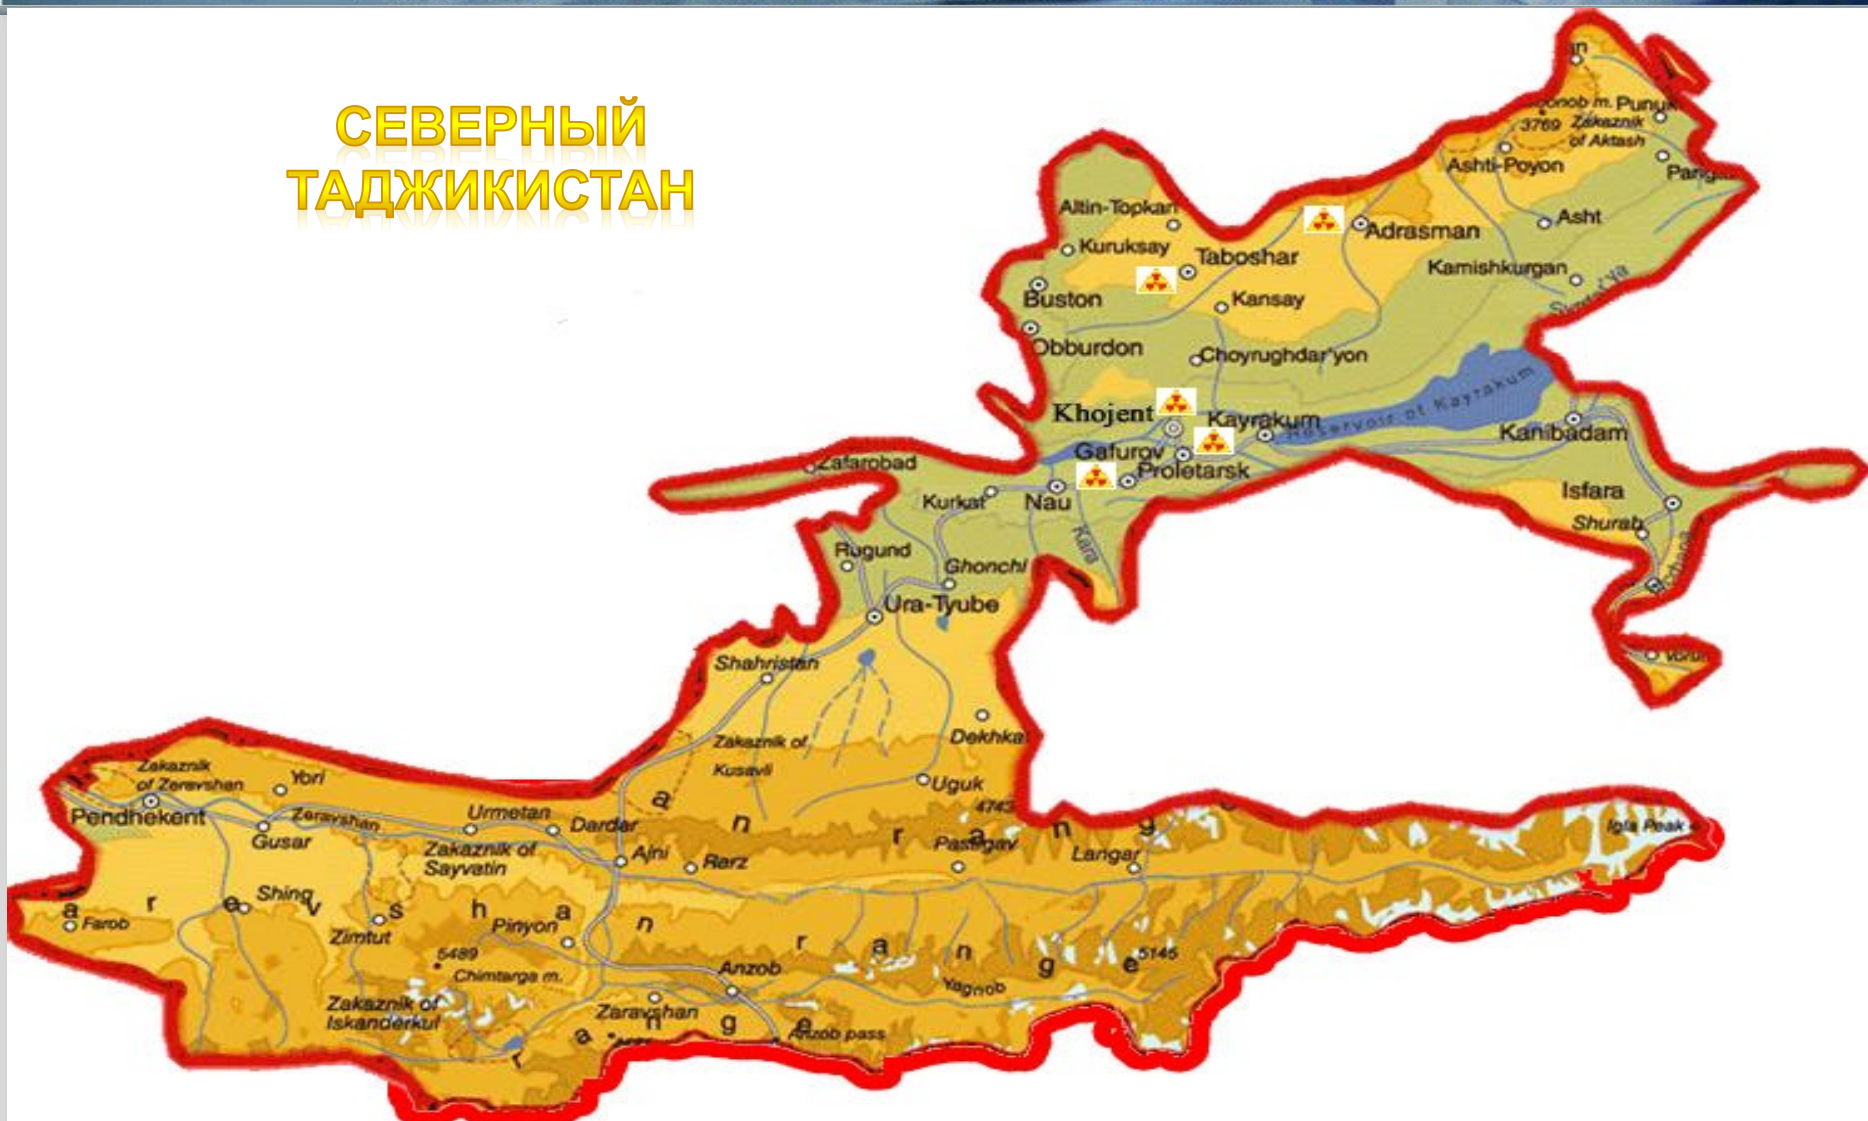 СЕВЕРНЫЙ
ТАДЖИКИСТАН
Punuk
3769
Zakaznik
of Aktash
Ashti-Poyon
Altin-Topkan
Asht
Adrasman
Kuruksay
Taboshar
Kamishkurgan
Buston
Kansay
Obburdon
Choyrughdar'yon
Reservoir of Kayrakum
Khojent
Kayrakum
Kanibadam
Gafurov
Zafarobad
Proletarsk
Isfara
Kurkat
Nau
Shurab
Kara
Rugund
Ghonchi
Ura-Tyube
Shahristan
Dekhka
Zakaznik of
Kusavli
Zakaznik
of Zeravshan
Yori
Uguk
4743
Pendhekent
Zeravshan
Urmetan
Dardar
a n r a n g
Igla Peak
Gusar
Zakaznik of
Sayvatin
Ajni
Rarz
Pastigav
Langar
Shing
a r e v s h a n r a n g e
Farob
Zimtut
Pinyon
5489
Chimtarga m.
5145
Anzob
Yagnob
Zakaznik of
Iskanderkul
Zaravshan
r a n g e
Anzob pass